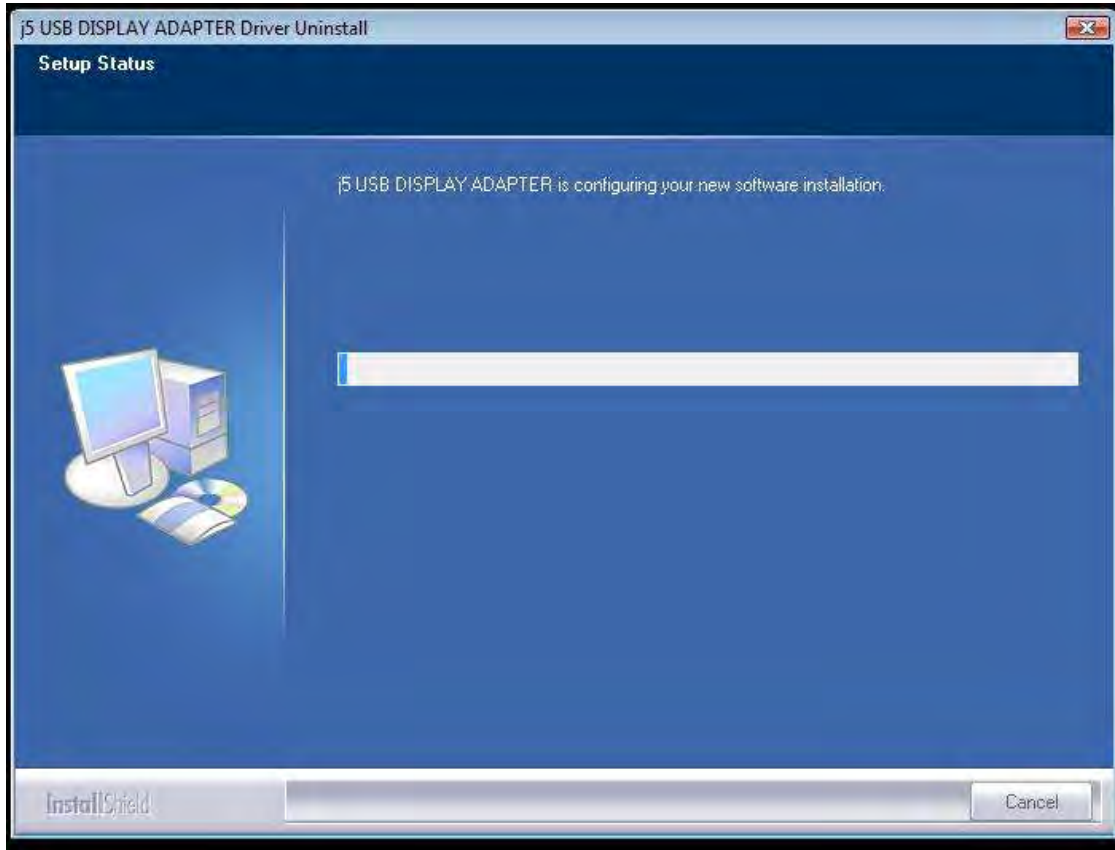 j5 USB DISPLAY ADAPTER Driver Uninstall
Setup Status
j5 USB DISPLAY ADAPTER is configuring your new software installation.
InstallShield
Cancel